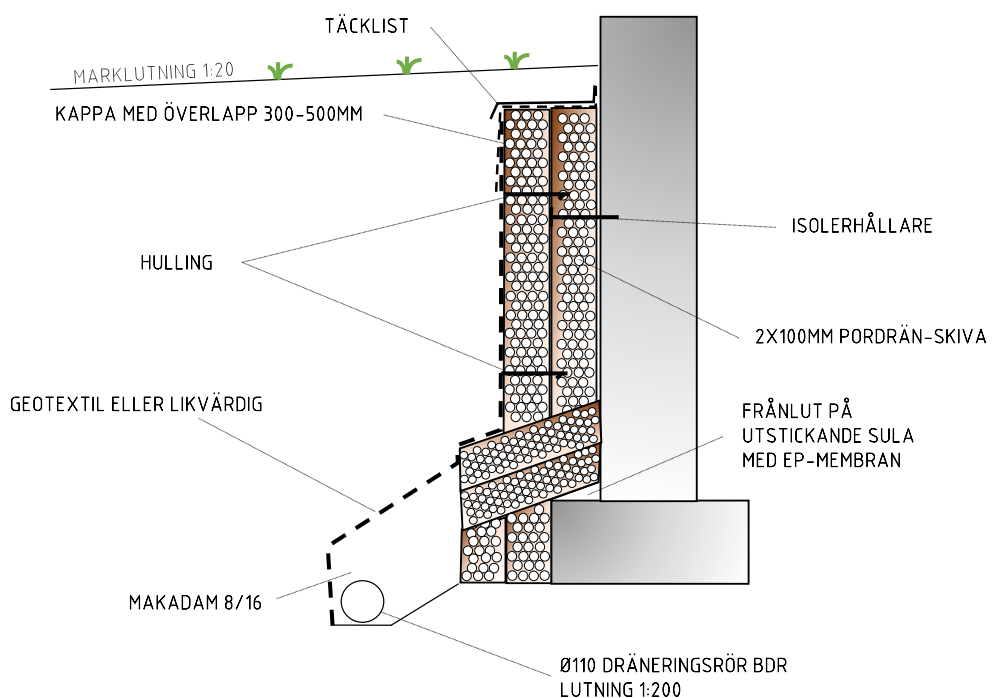 TÄCKLIST
MARKLUTNING 1:20
KAPPA MED ÖVERLAPP 300-500MM
ISOLERHÅLLARE
HULLING
2X100MM PORDRÄN-SKIVA
GEOTEXTIL ELLER LIKVÄRDIG
FRÅNLUT PÅ
UTSTICKANDE SULA
MED EP-MEMBRAN
MAKADAM 8/16
Ø110 DRÄNERINGSRÖR BDR
LUTNING 1:200